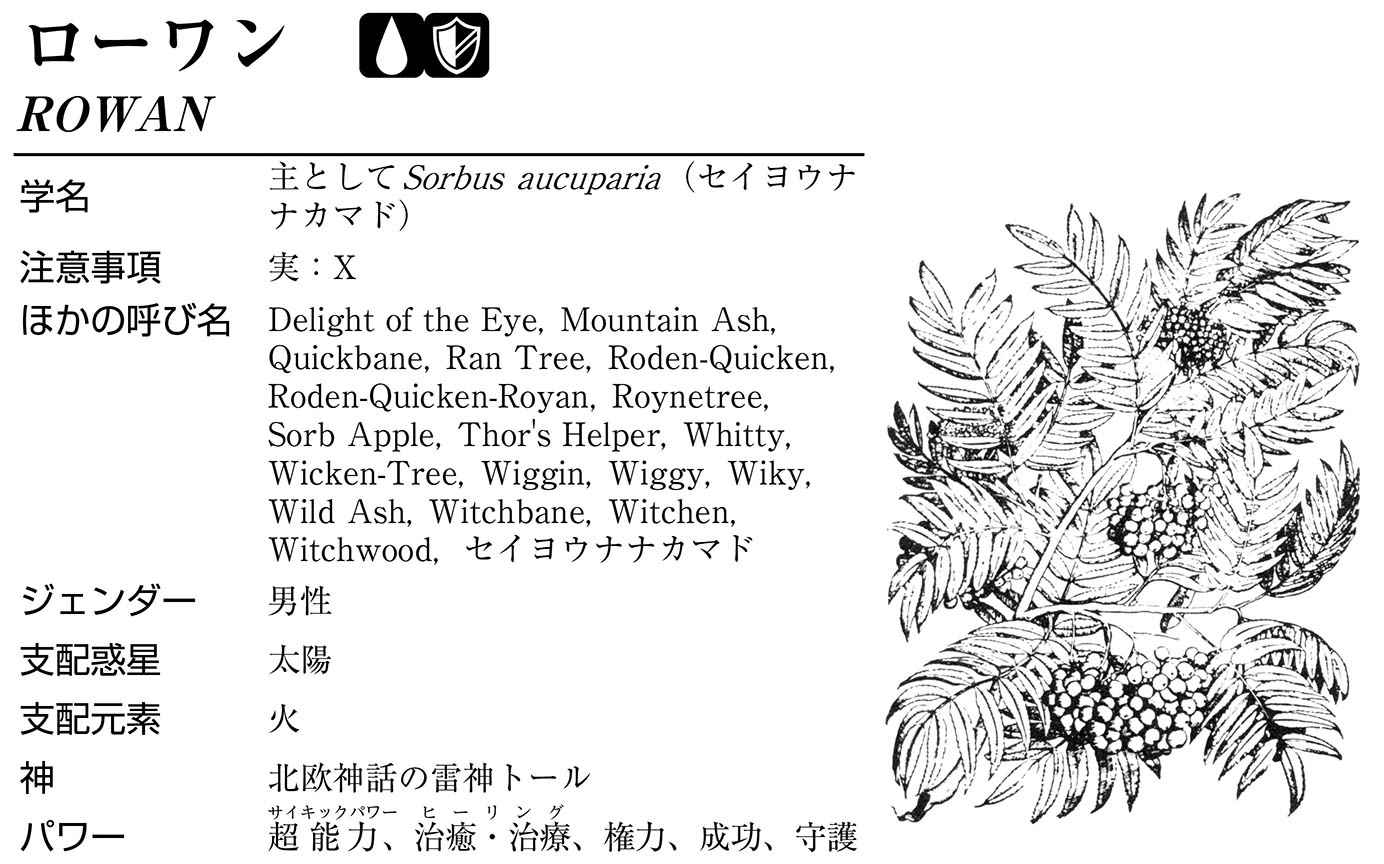 ローワン
ROWAN
学名 主として Sorbus aucuparia（セイヨウナ
ナカマド）
注意事項 実：X
ほかの呼び名 Delight of the Eye, Mountain Ash,
Quickbane, Ran Tree, Roden-Quicken,
Roden-Quicken-Royan, Roynetree,
Sorb Apple, Thor's Helper, Whitty,
Wicken-Tree, Wiggin, Wiggy, Wiky,
Wild Ash, Witchbane, Witchen,
Witchwood, セイヨウナナカマド
ジェンダー 男性
支配惑星 太陽
支配元素 火
神 北欧神話の雷神トール
サイキックパワー ヒーリング
パワー 超能力、治癒・治療、権力、成功、守護